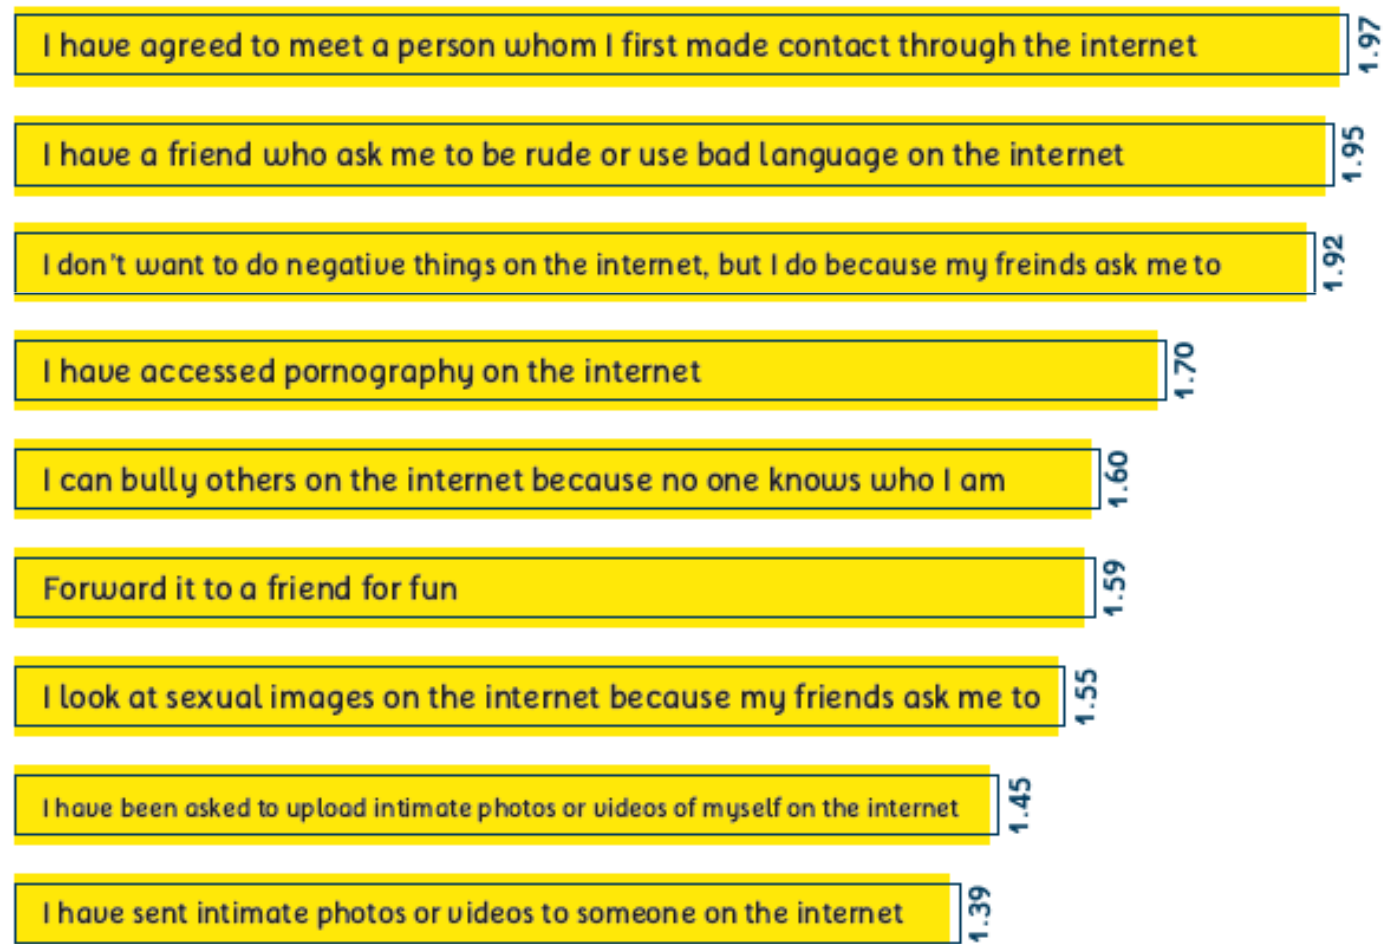 I have agreed to meet a person whom I first made contact through the internet
1.97
I have a friend who ask me to be rude or use bad language on the internet
1.95
I don't want to do negative things on the internet, but I do because my freinds ask me to
1.92
I have accessed pornography on the internet
1.70
I can bully others on the internet because no one knows who I am
1.60
Forward it to a friend for fun
1.59
I look at sexual images on the internet because my friends ask me to
1.55
I have been asked to upload intimate photos or videos of myself on the internet
1.45
I have sent intimate photos or videos to someone on the internet
1.39